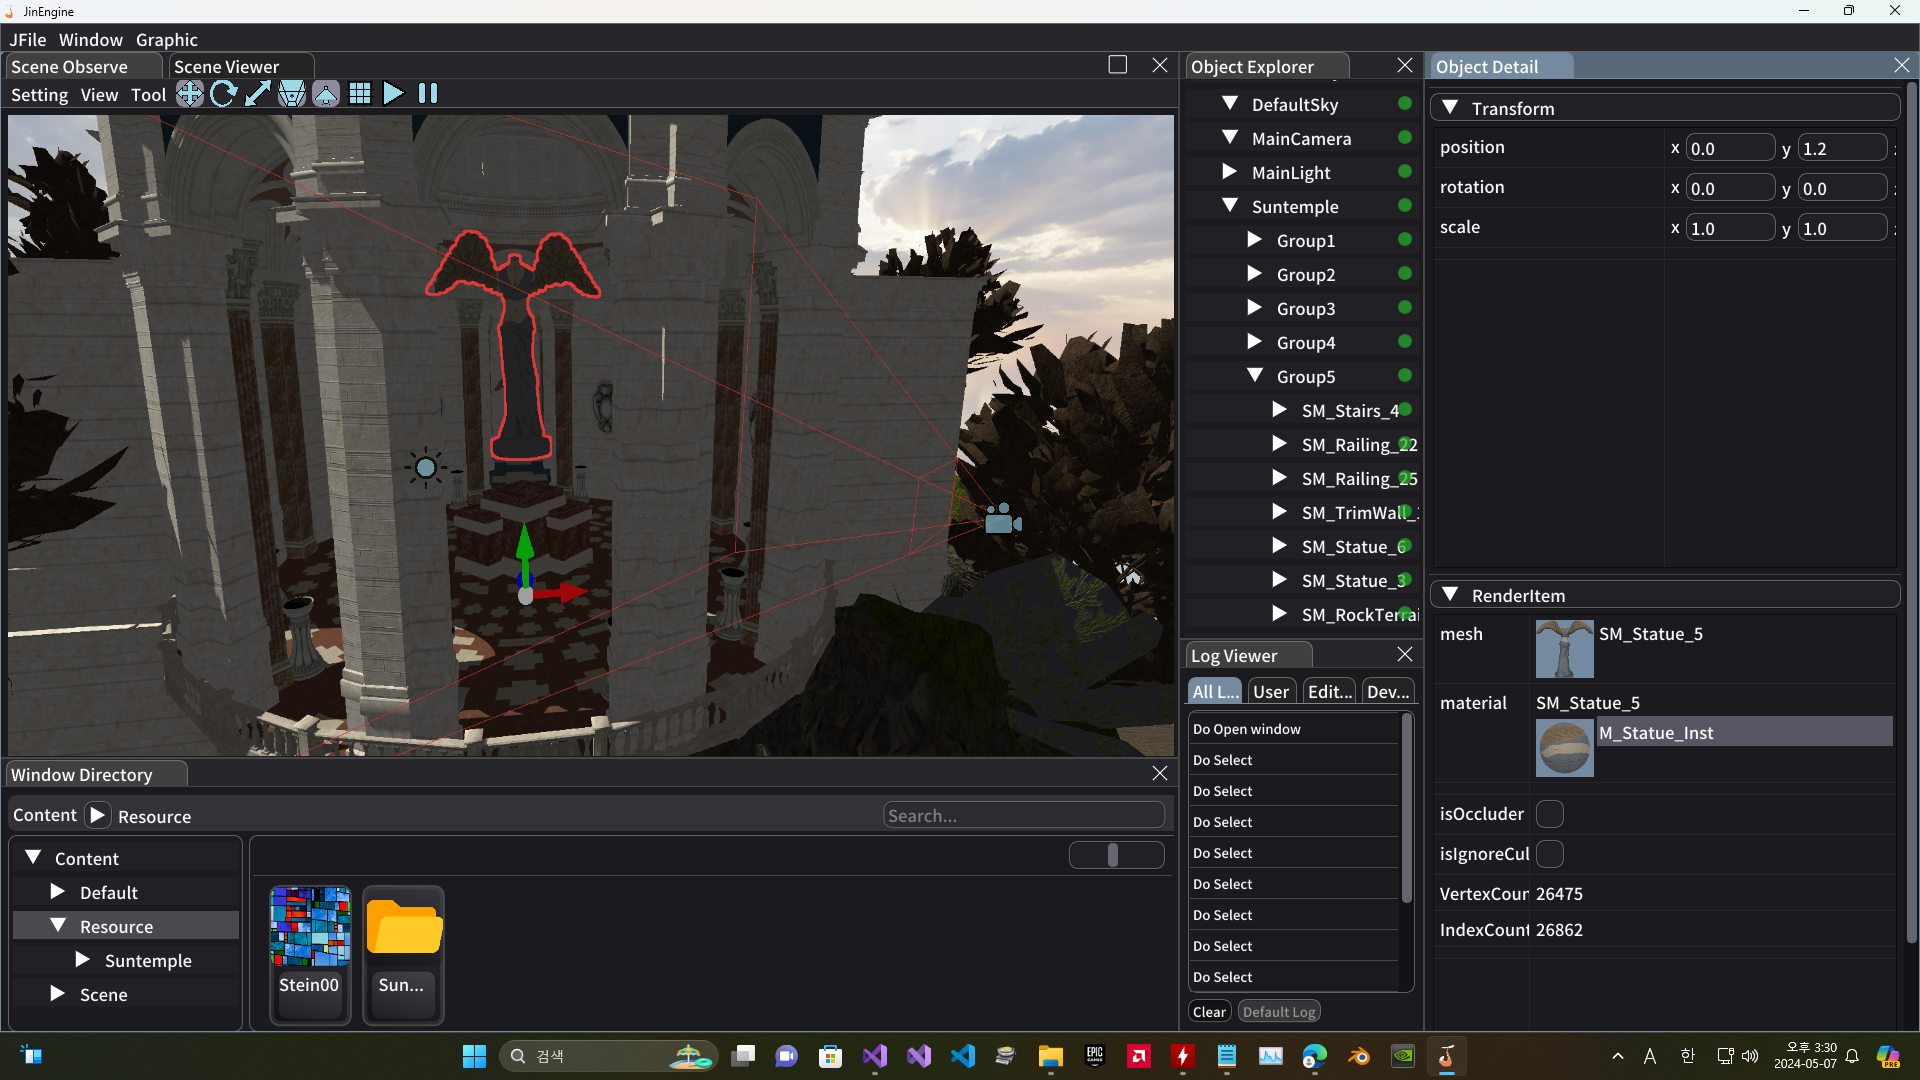 JinEngine
JFile Window Graphic
Scene Observe
Scene Viewer
Setting View Tool
Object Explorer
DefaultSky
MainCamera
MainLight
Suntemple
Group1
Group2
Group3
Group4
Group5
SM_Stairs_4
SM_Railing_22
SM_Railing_25
SM_TrimWall_
SM_Statue_6
SM_Statue_3
SM_RockTerrai
Object Detail
Transform
position x 0.0 y 1.2
rotation x 0.0 y 0.0
scale x 1.0 y 1.0
RenderItem
mesh SM_Statue_5
material SM_Statue_5
M_Statue_Inst
isOccluder
isIgnoreCul
VertexCoun 26475
IndexCount 26862
Log Viewer
All L... User Edit... Dev...
Do Open window
Do Select
Do Select
Do Select
Do Select
Do Select
Do Select
Do Select
Do Select
Clear Default Log
Window Directory
Content Resource
Search...
Content
Default
Resource
Suntemple
Scene
Stein00
Sun...
검색
EPIC GAMES
A
한
오후 3:30
2024-05-07
PRE